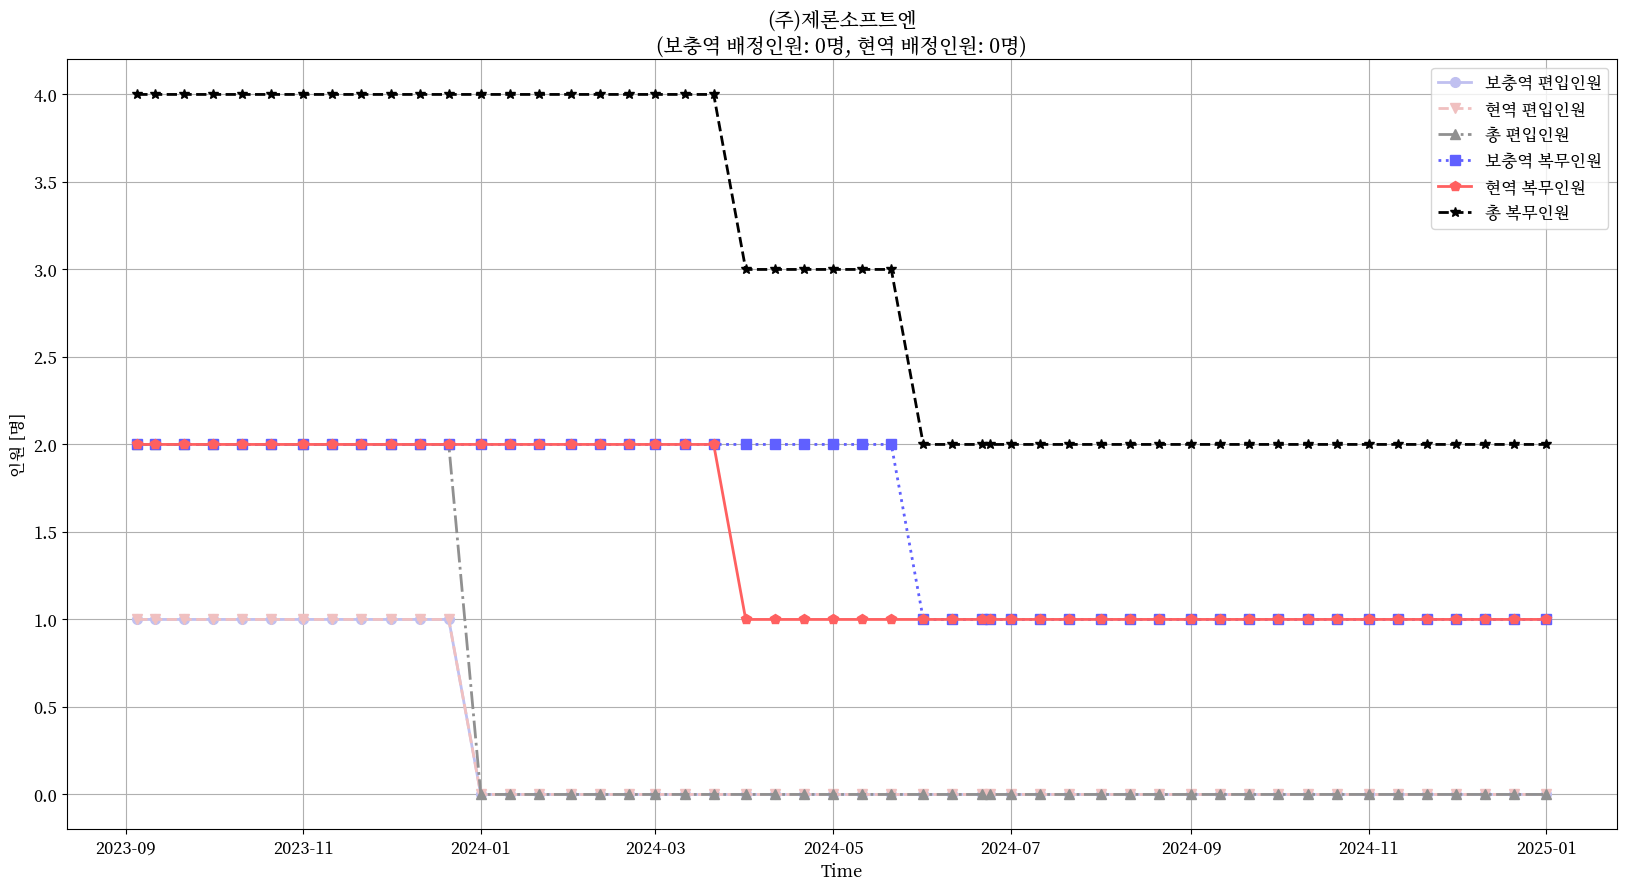 (주)제론소프트엔
(보충역 배정인원: 0명, 현역 배정인원: 0명)
보충역 편입인원
현역 편입인원
총 편입인원
보충역 복무인원
현역 복무인원
총 복무인원
인원 [명]
4.0
3.5
3.0
2.5
2.0
1.5
1.0
0.5
0.0
2023-09 2023-11 2024-01 2024-03 2024-05 2024-07 2024-09 2024-11 2025-01
Time